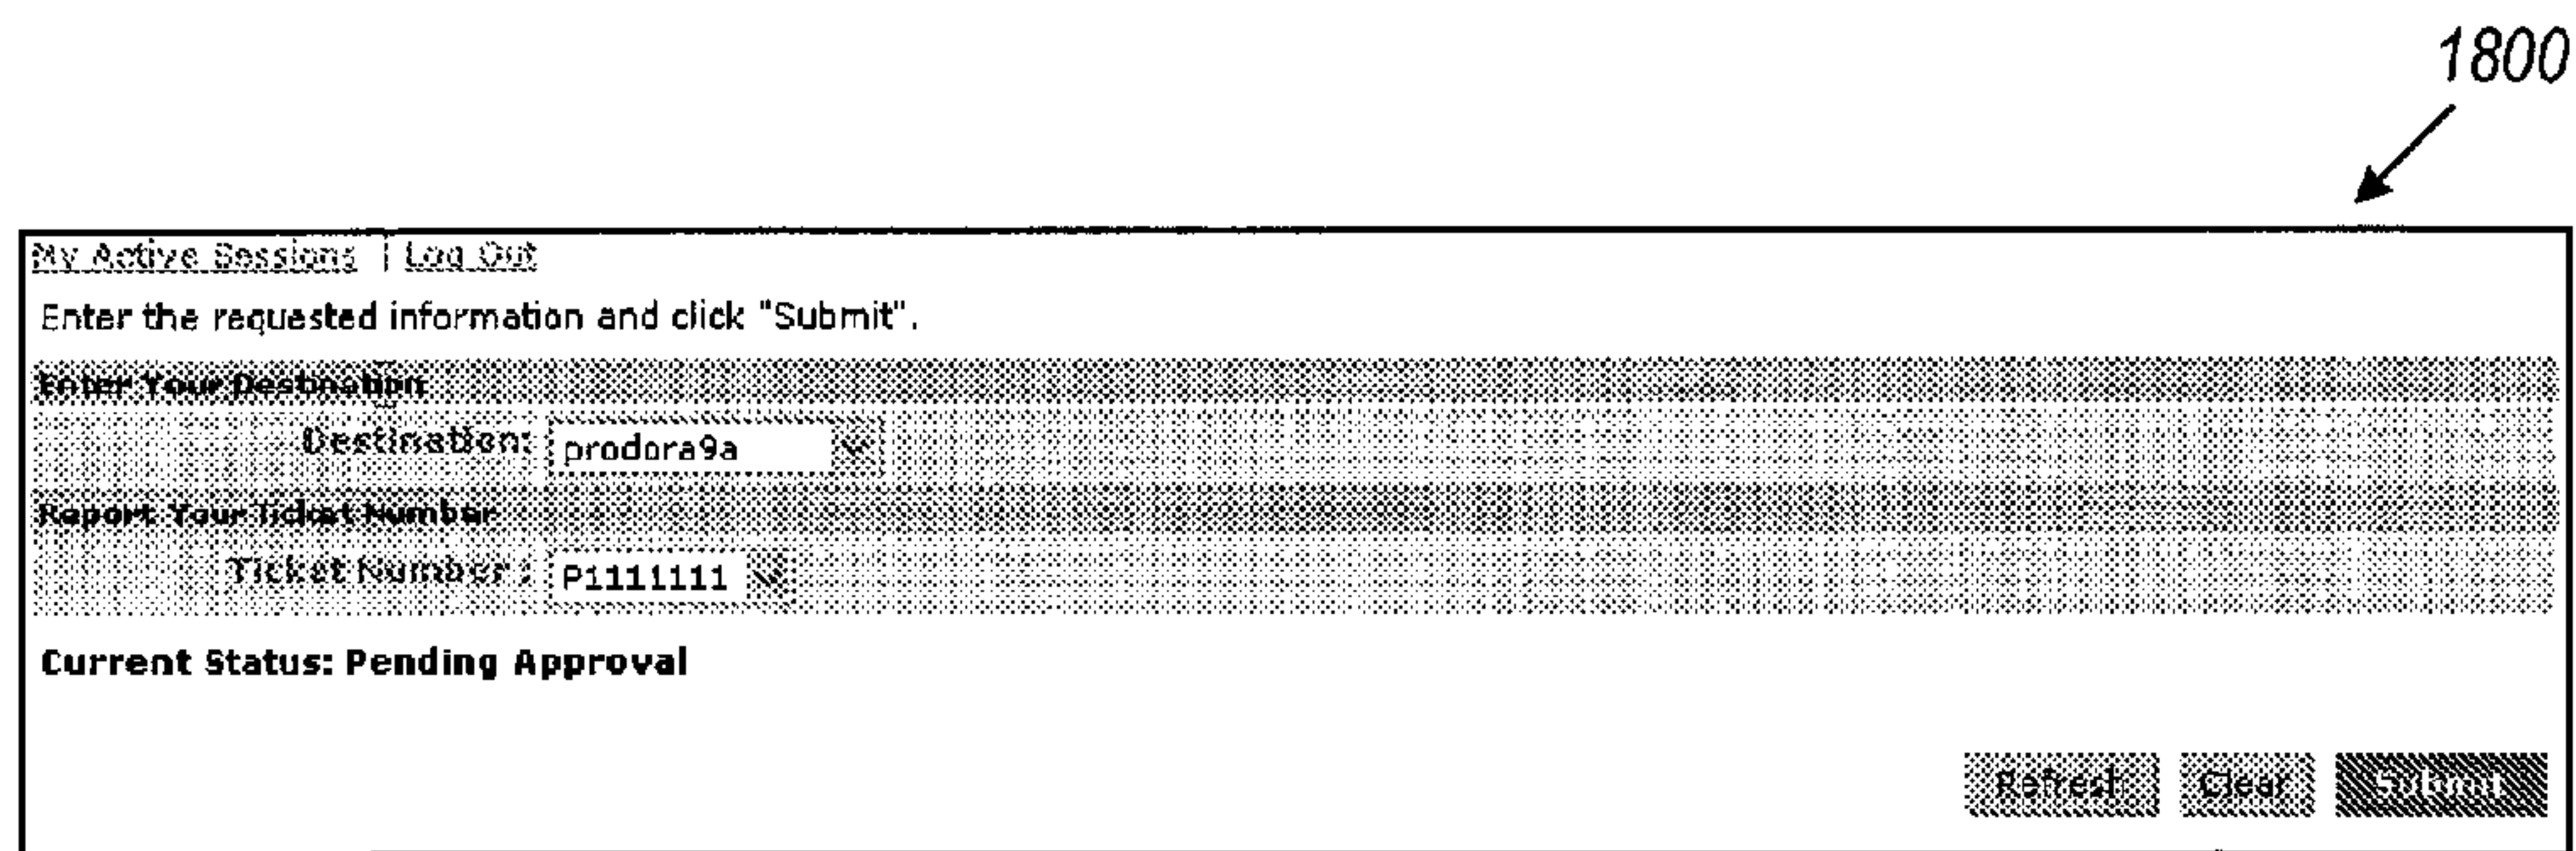 1800
My Active Sessions | Log Out
Enter the requested information and click "Submit".
Enter Your Destination
Destination: prodora9a
Report Your Ticket Number
Ticket Number : P1111111
Current Status: Pending Approval
Refresh Clear Submit